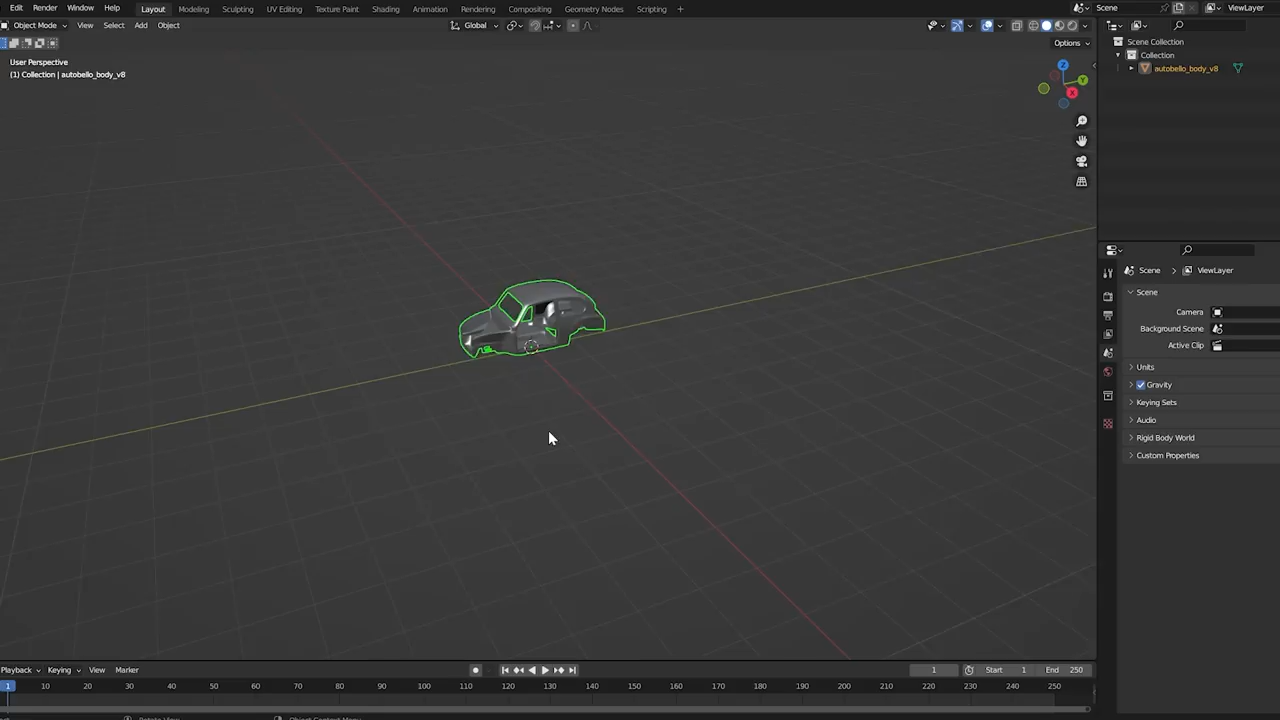 Edit Render Window Help Layout Modeling Sculpting UV Editing Texture Paint Shading Animation Rendering Compositing Geometry Nodes Scripting + Scene ViewLayer
Object Mode View Select Add Object Global
Options
User Perspective
(1) Collection | autobello_body_v8
Z
Y
X
Scene Collection
Collection
autobello_body_v8
Scene > ViewLayer
Scene
Camera
Background Scene
Active Clip
Units
Gravity
Keying Sets
Audio
Rigid Body World
Custom Properties
Playback Keying View Marker 1 Start 1 End 250
1 10 20 30 40 50 60 70 80 90 100 110 120 130 140 150 160 170 180 190 200 210 220 230 240 250